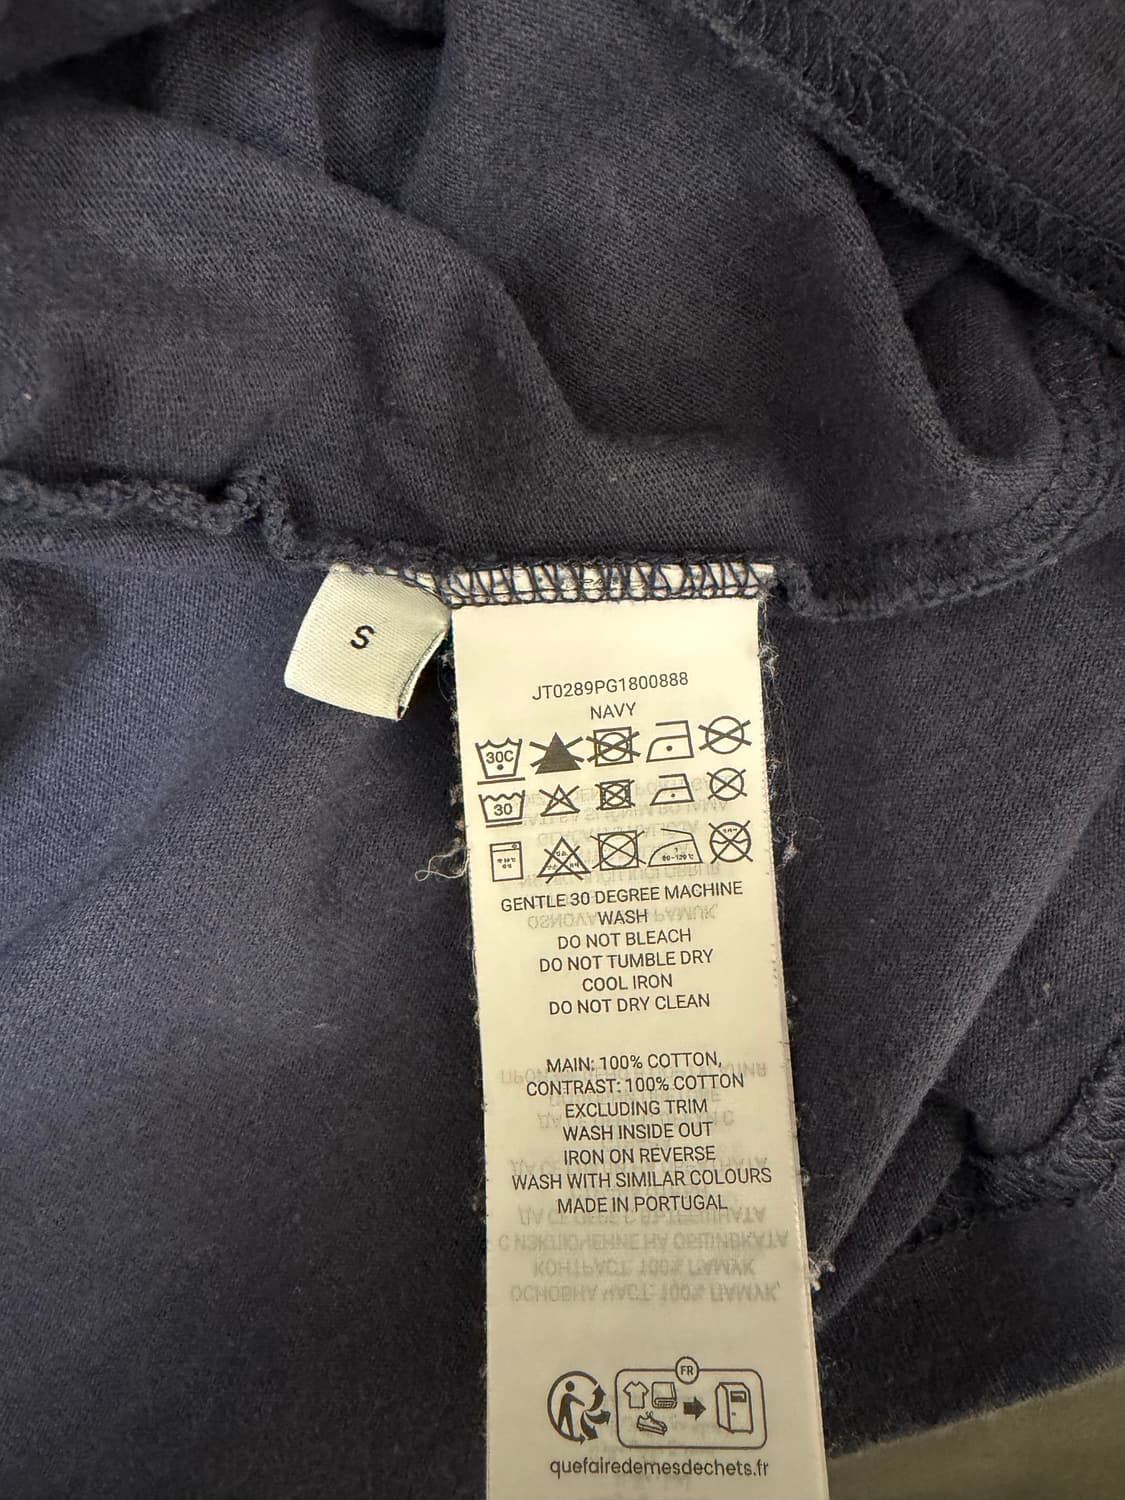 S
JT0289PG1800888
NAVY
30C
30
GENTLE 30 DEGREE MACHINE
WASH
DO NOT BLEACH
DO NOT TUMBLE DRY
COOL IRON
DO NOT DRY CLEAN
MAIN: 100% COTTON,
CONTRAST: 100% COTTON
EXCLUDING TRIM
WASH INSIDE OUT
IRON ON REVERSE
WASH WITH SIMILAR COLOURS
MADE IN PORTUGAL
FR
quefairedemesdechets.fr